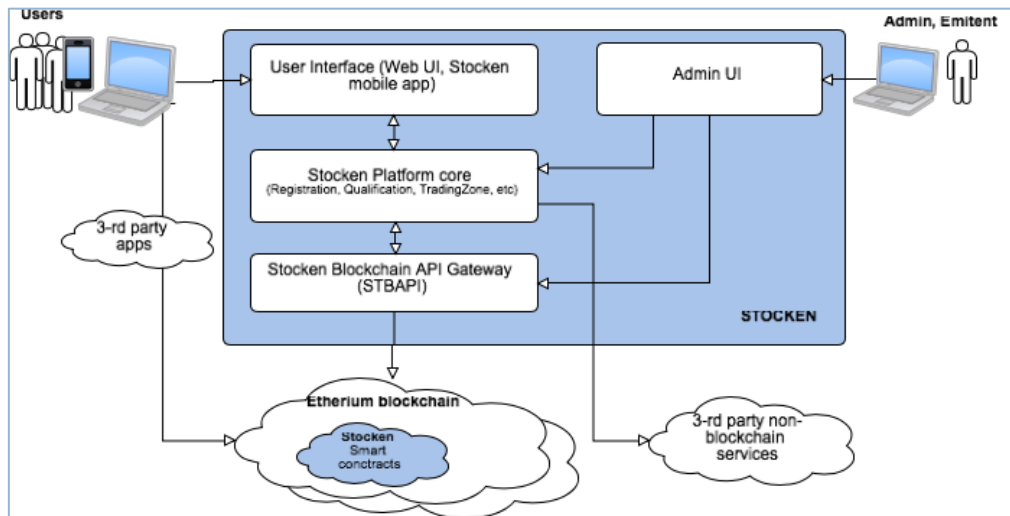 Users
Admin, Emitent
User Interface (Web UI, Stocken
mobile app)
Admin UI
Stocken Platform core
(Registration, Qualification, TradingZone, etc)
3-rd party
apps
Stocken Blockchain API Gateway
(STBAPI)
STOCKEN
Etherium blockchain
Stocken
Smart
conctracts
3-rd party non-
blockchain
services